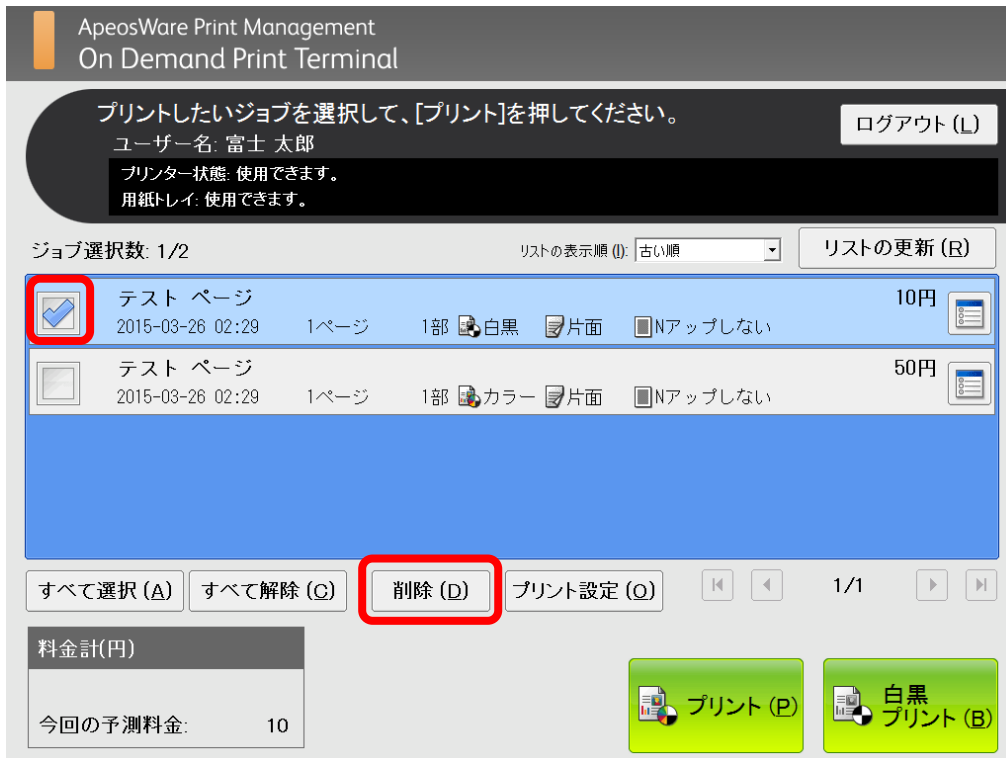 ApeosWare Print Management
On Demand Print Terminal
プリントしたいジョブを選択して、[プリント]を押してください。
ログアウト (L)
ユーザー名: 富士 太郎
プリンター状態: 使用できます。
用紙トレイ: 使用できます。
ジョブ選択数: 1/2
リストの表示順 (I): 古い順
リストの更新 (R)
テスト ページ
10円
2015-03-26 02:29 1ページ 1部 白黒 片面 Nアップしない
テスト ページ
50円
2015-03-26 02:29 1ページ 1部 カラー 片面 Nアップしない
すべて選択 (A) すべて解除 (C) 削除 (D) プリント設定 (O) 1/1
料金計(円)
今回の予測料金: 10
プリント (P)
白黒
プリント (B)